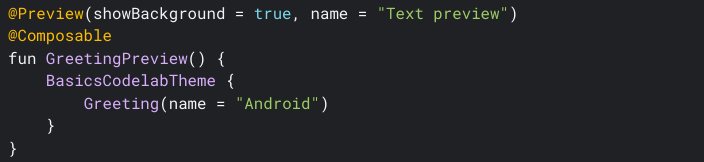 @Preview(showBackground = true, name = "Text preview")
@Composable
fun GreetingPreview() {
    BasicsCodelabTheme {
        Greeting(name = "Android")
    }
}